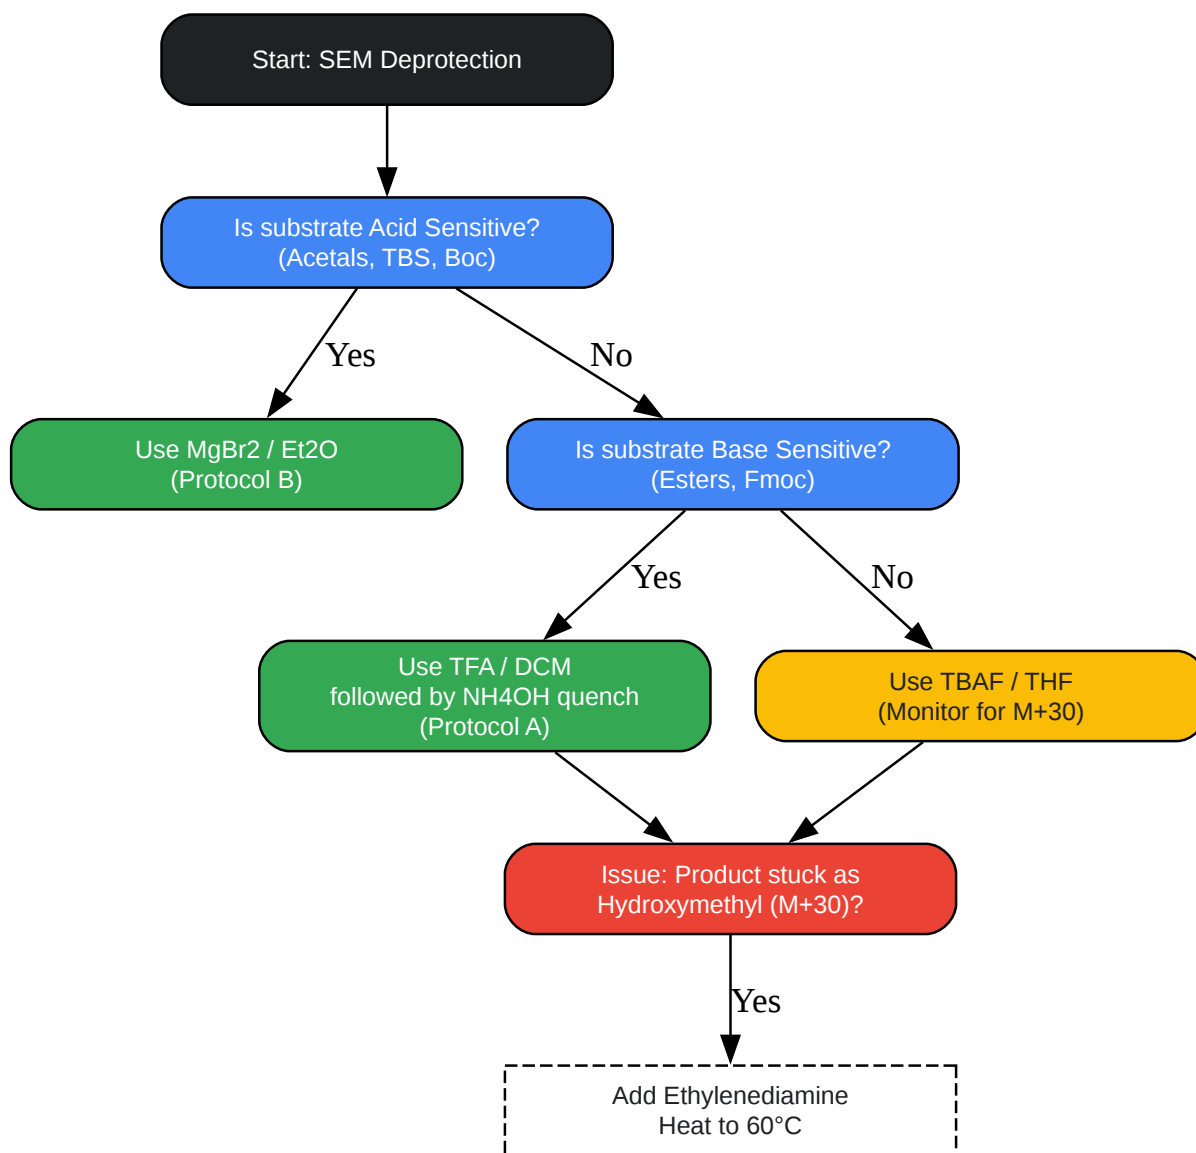 Start: SEM Deprotection
Is substrate Acid Sensitive?
(Acetals, TBS, Boc)
Yes
No
Use MgBr2 / Et2O
(Protocol B)
Is substrate Base Sensitive?
(Esters, Fmoc)
Yes
No
Use TFA / DCM
followed by NH4OH quench
(Protocol A)
Use TBAF / THF
(Monitor for M+30)
Issue: Product stuck as
Hydroxymethyl (M+30)?
Yes
Add Ethylenediamine
Heat to 60°C